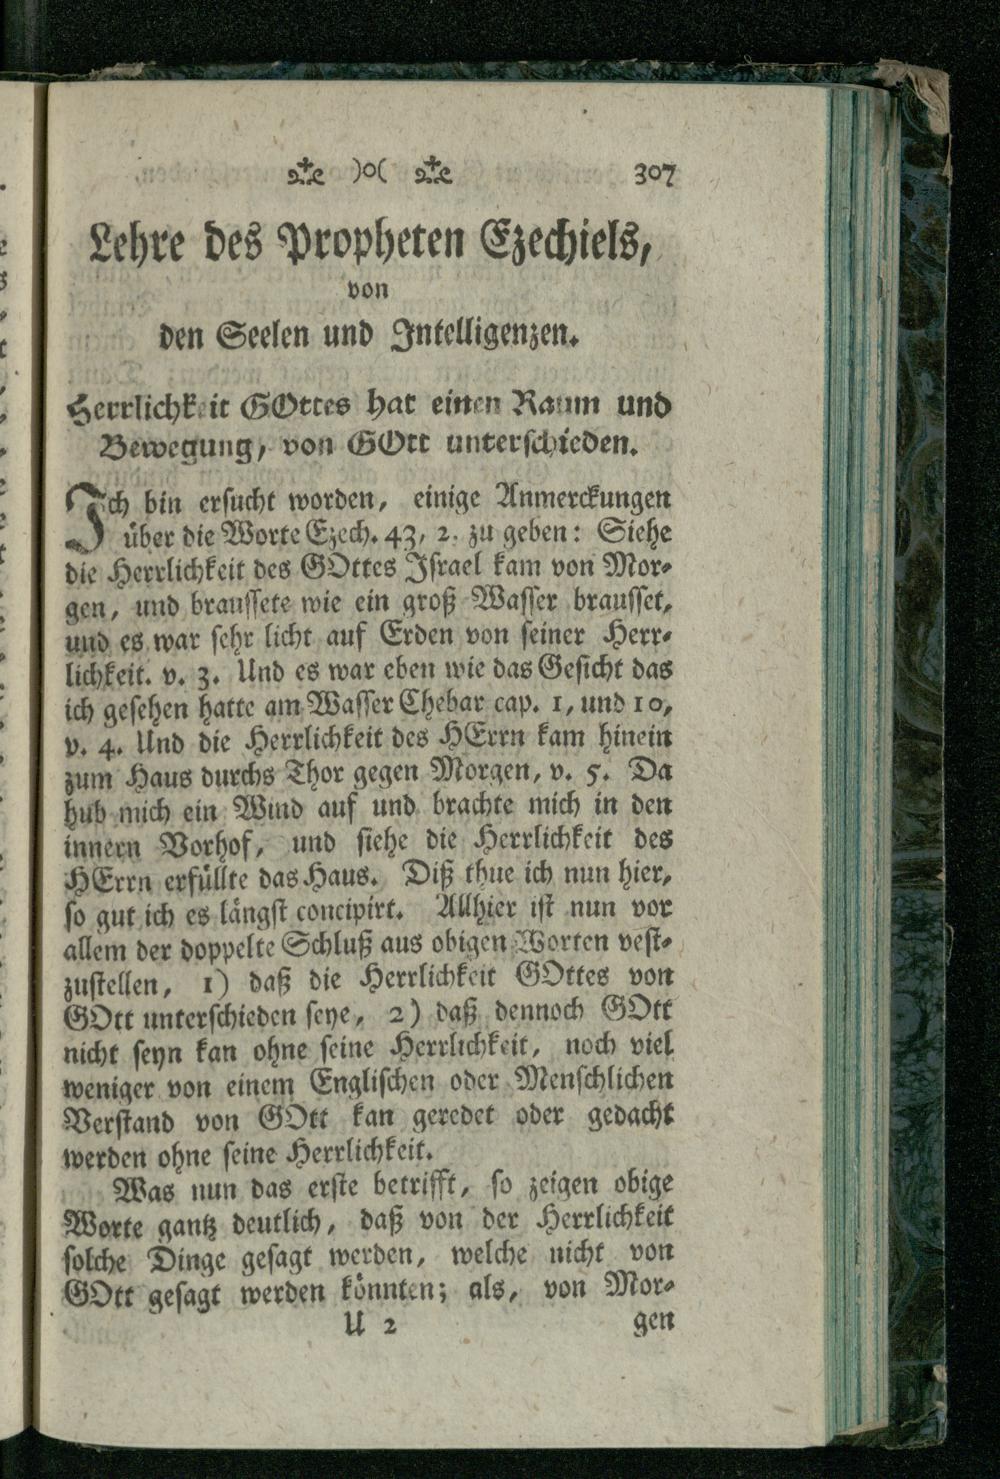 )o( 307
Lehre des Propheten Ezechiels,
von
den Seelen und Intelligenzen.
Herrlichkeit GOttes hat einen Raum und
Bewegung, von GOtt unterschieden.
Ich bin ersucht worden, einige Anmerckungen
über die Worte Ezech. 43, 2. zu geben: Siehe
die Herrlichkeit des GOttes Israel kam von Mor-
gen, und braussete wie ein groß Wasser brausset,
und es war sehr licht auf Erden von seiner Herr-
lichkeit. v. 3. Und es war eben wie das Gesicht das
ich gesehen hatte am Wasser Chebar cap. 1, und 10,
v. 4. Und die Herrlichkeit des HErrn kam hinein
zum Haus durchs Thor gegen Morgen, v. 5. Da
hub mich ein Wind auf und brachte mich in den
innern Vorhof, und siehe die Herrlichkeit des
HErrn erfüllte das Haus. Diß thue ich nun hier,
so gut ich es längst concipirt. Allhier ist nun vor
allem der doppelte Schluß aus obigen Worten vest-
zustellen, 1) daß die Herrlichkeit GOttes von
GOtt unterschieden seye, 2) daß dennoch GOtt
nicht seyn kan ohne seine Herrlichkeit, noch viel
weniger von einem Englischen oder Menschlichen
Verstand von GOtt kan geredet oder gedacht
werden ohne seine Herrlichkeit.
Was nun das erste betrifft, so zeigen obige
Worte gantz deutlich, daß von der Herrlichkeit
solche Dinge gesagt werden, welche nicht von
GOtt gesagt werden könnten; als, von Mor-
U 2 gen